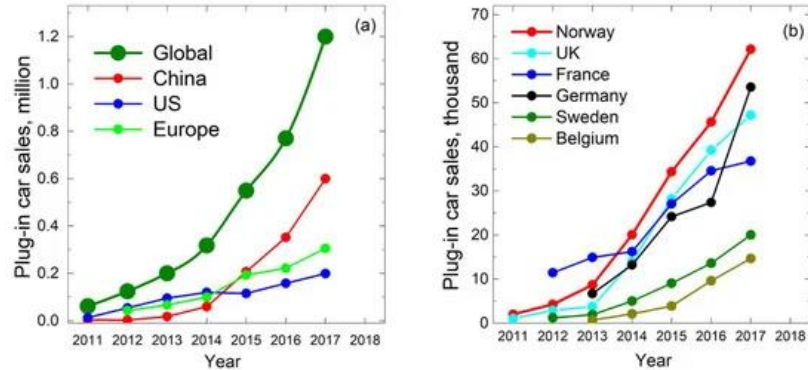 (a)
Global
China
US
Europe
Plug-in car sales, million
1.2
1.0
0.8
0.6
0.4
0.2
0.0
2011 2012 2013 2014 2015 2016 2017 2018
Year
(b)
Norway
UK
France
Germany
Sweden
Belgium
Plug-in car sales, thousand
70
60
50
40
30
20
10
0
2011 2012 2013 2014 2015 2016 2017 2018
Year